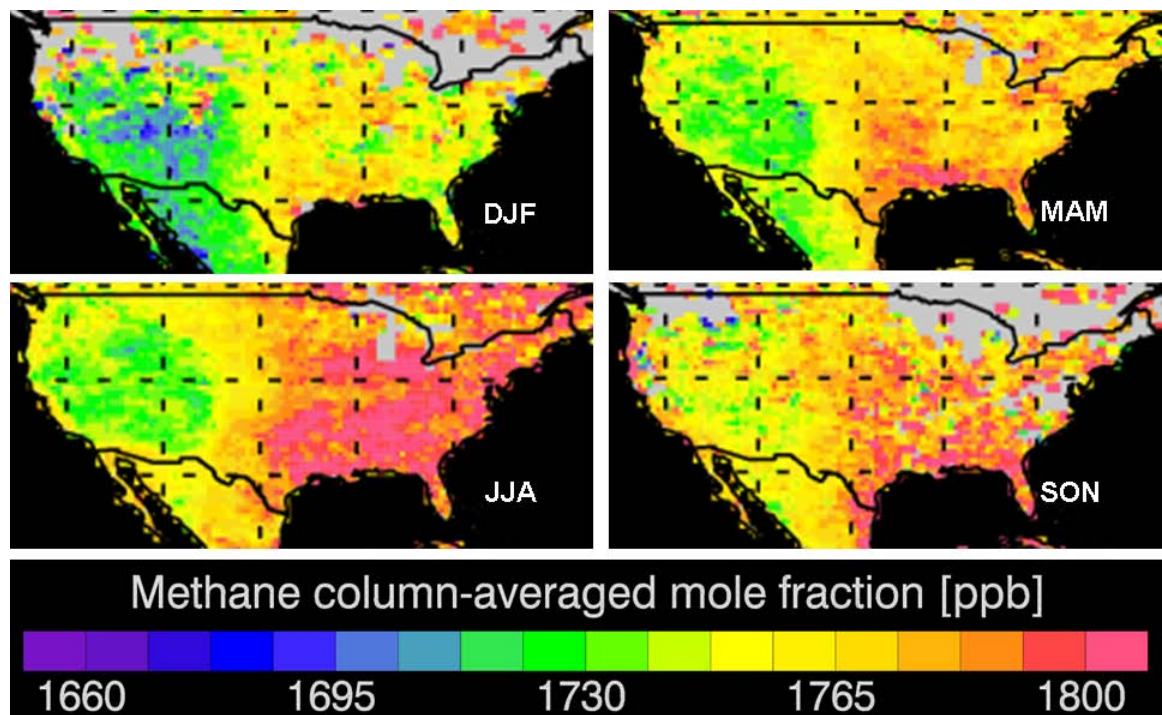 DJF
MAM
JJA
SON
Methane column-averaged mole fraction [ppb]
1660 1695 1730 1765 1800